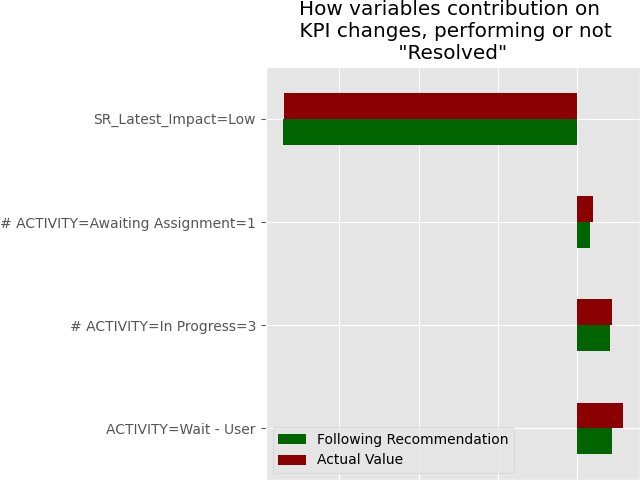 How variables contribution on
KPI changes, performing or not
"Resolved"
SR_Latest_Impact=Low
# ACTIVITY=Awaiting Assignment=1
# ACTIVITY=In Progress=3
ACTIVITY=Wait - User
Following Recommendation
Actual Value